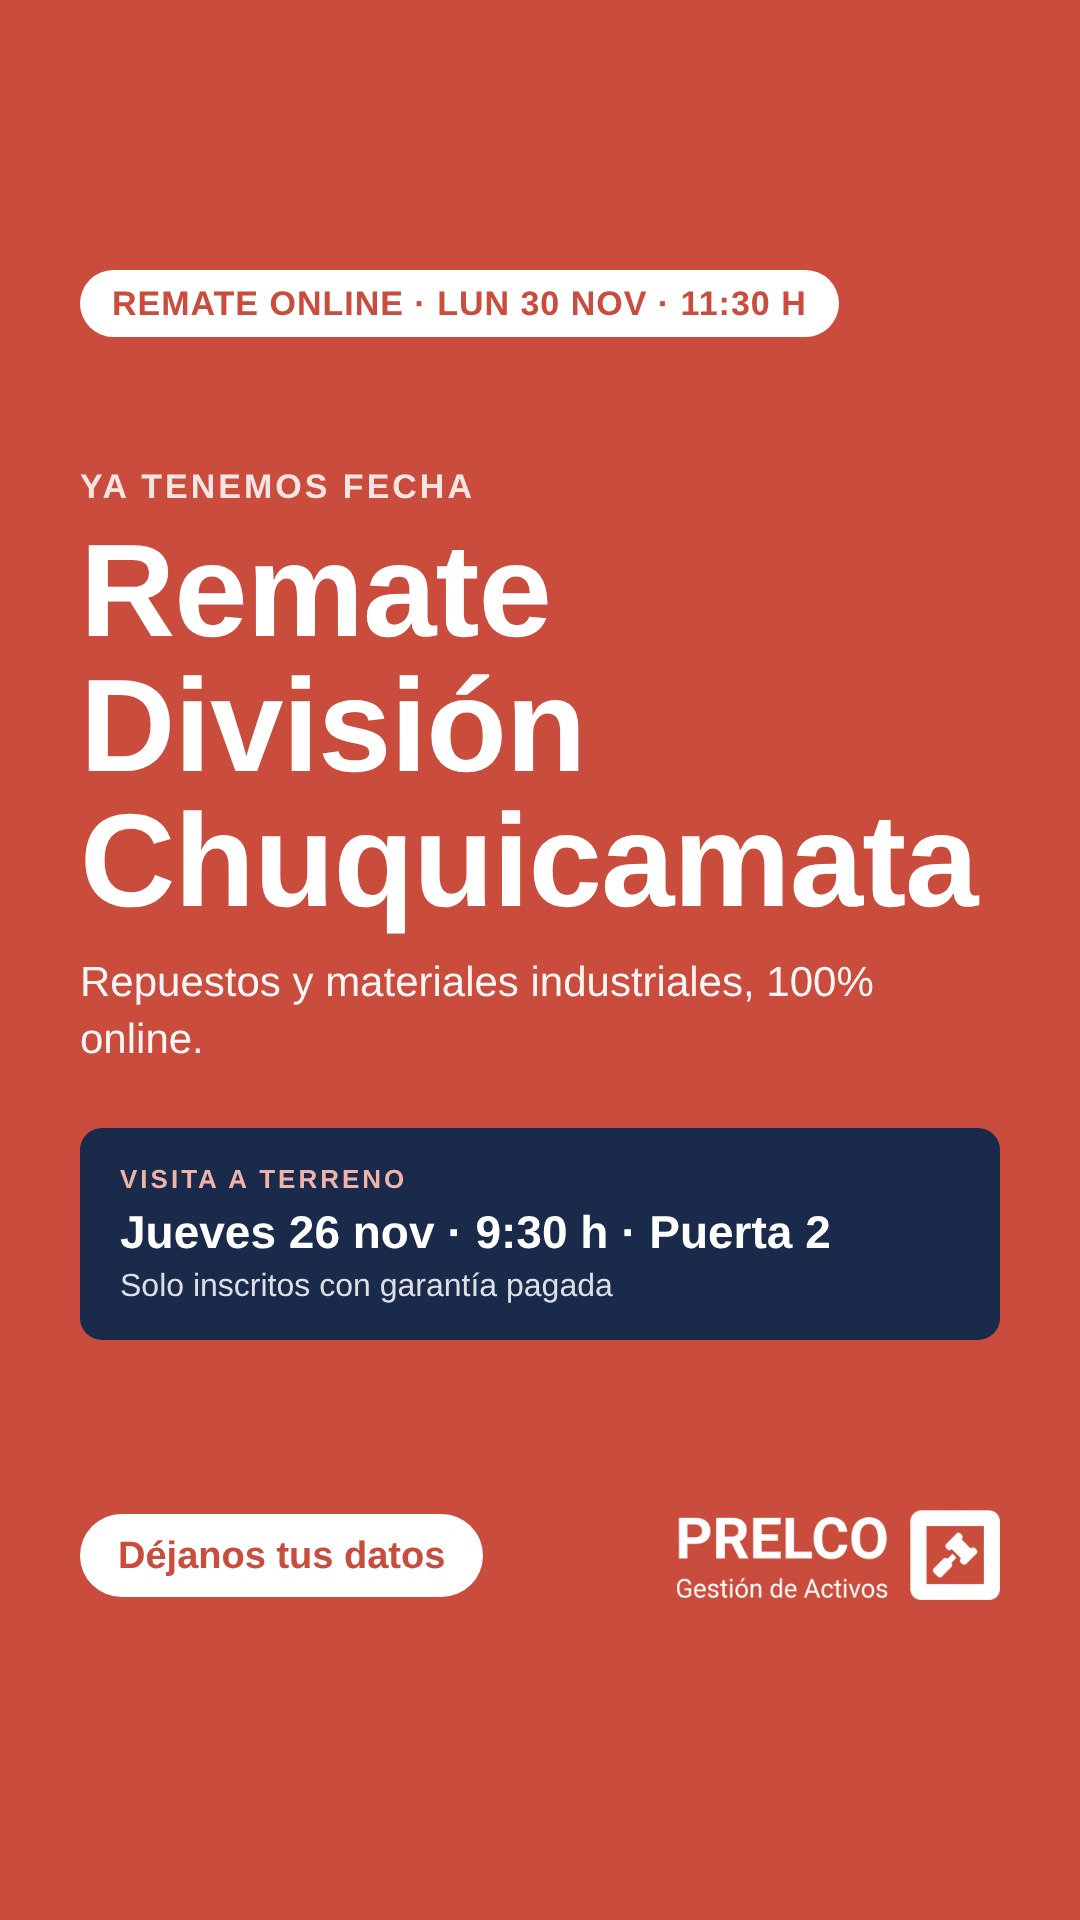 REMATE ONLINE · LUN 30 NOV · 11:30 H
YA TENEMOS FECHA
Remate
División
Chuquicamata
Repuestos y materiales industriales, 100%
online.
VISITA A TERRENO
Jueves 26 nov · 9:30 h · Puerta 2
Solo inscritos con garantía pagada
Déjanos tus datos
PRELCO
Gestión de Activos